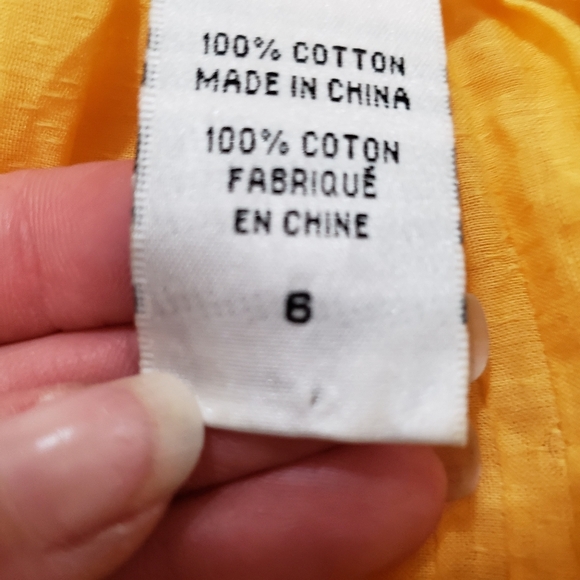 100% COTTON
MADE IN CHINA
100% COTON
FABRIQUÉ
EN CHINE
6